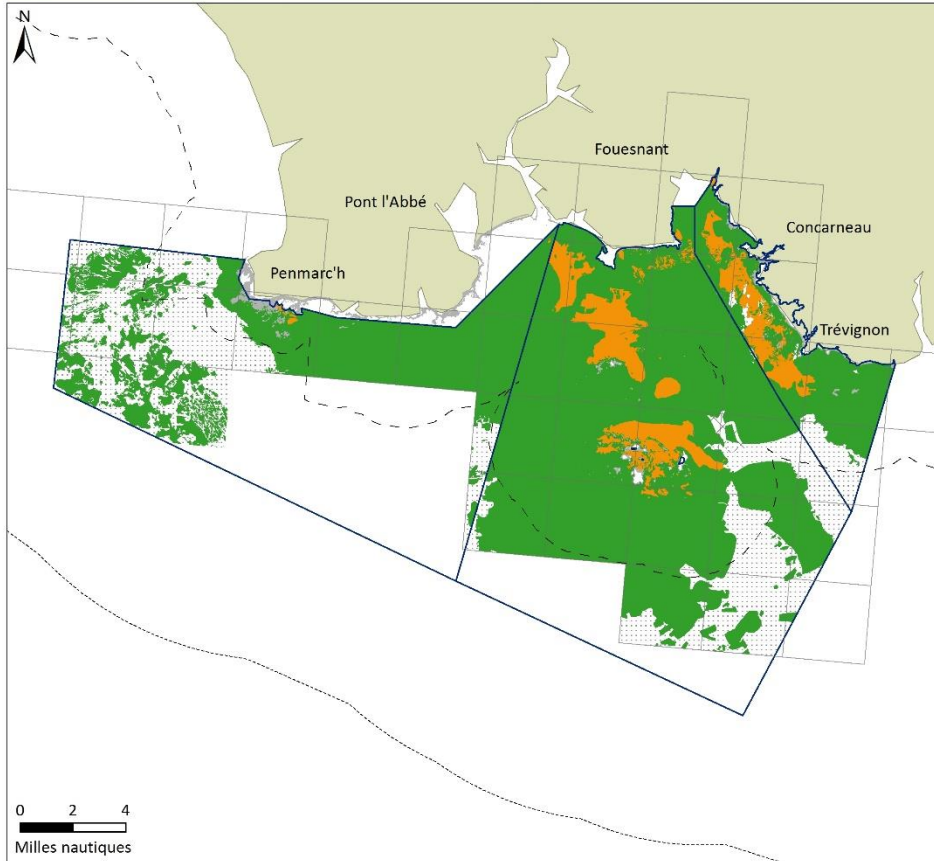 N
Fouesnant
Pont l'Abbé
Concarneau
Penmarc'h
Trévignon
0 2 4
Milles nautiques